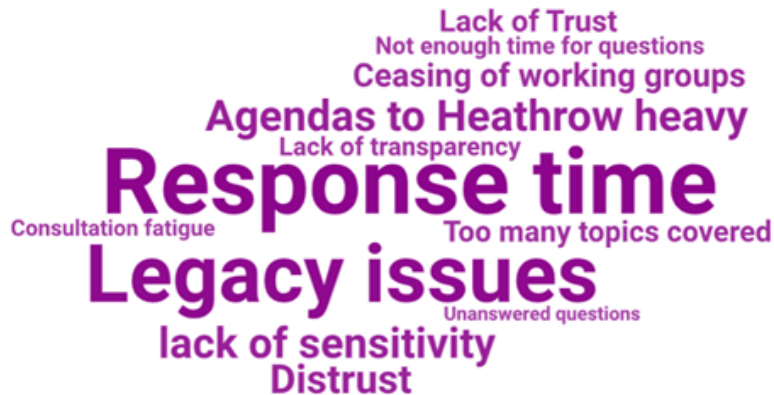 Lack of Trust
Not enough time for questions
Ceasing of working groups
Agendas to Heathrow heavy
Lack of transparency
Response time
Consultation fatigue
Too many topics covered
Legacy issues
Unanswered questions
lack of sensitivity
Distrust